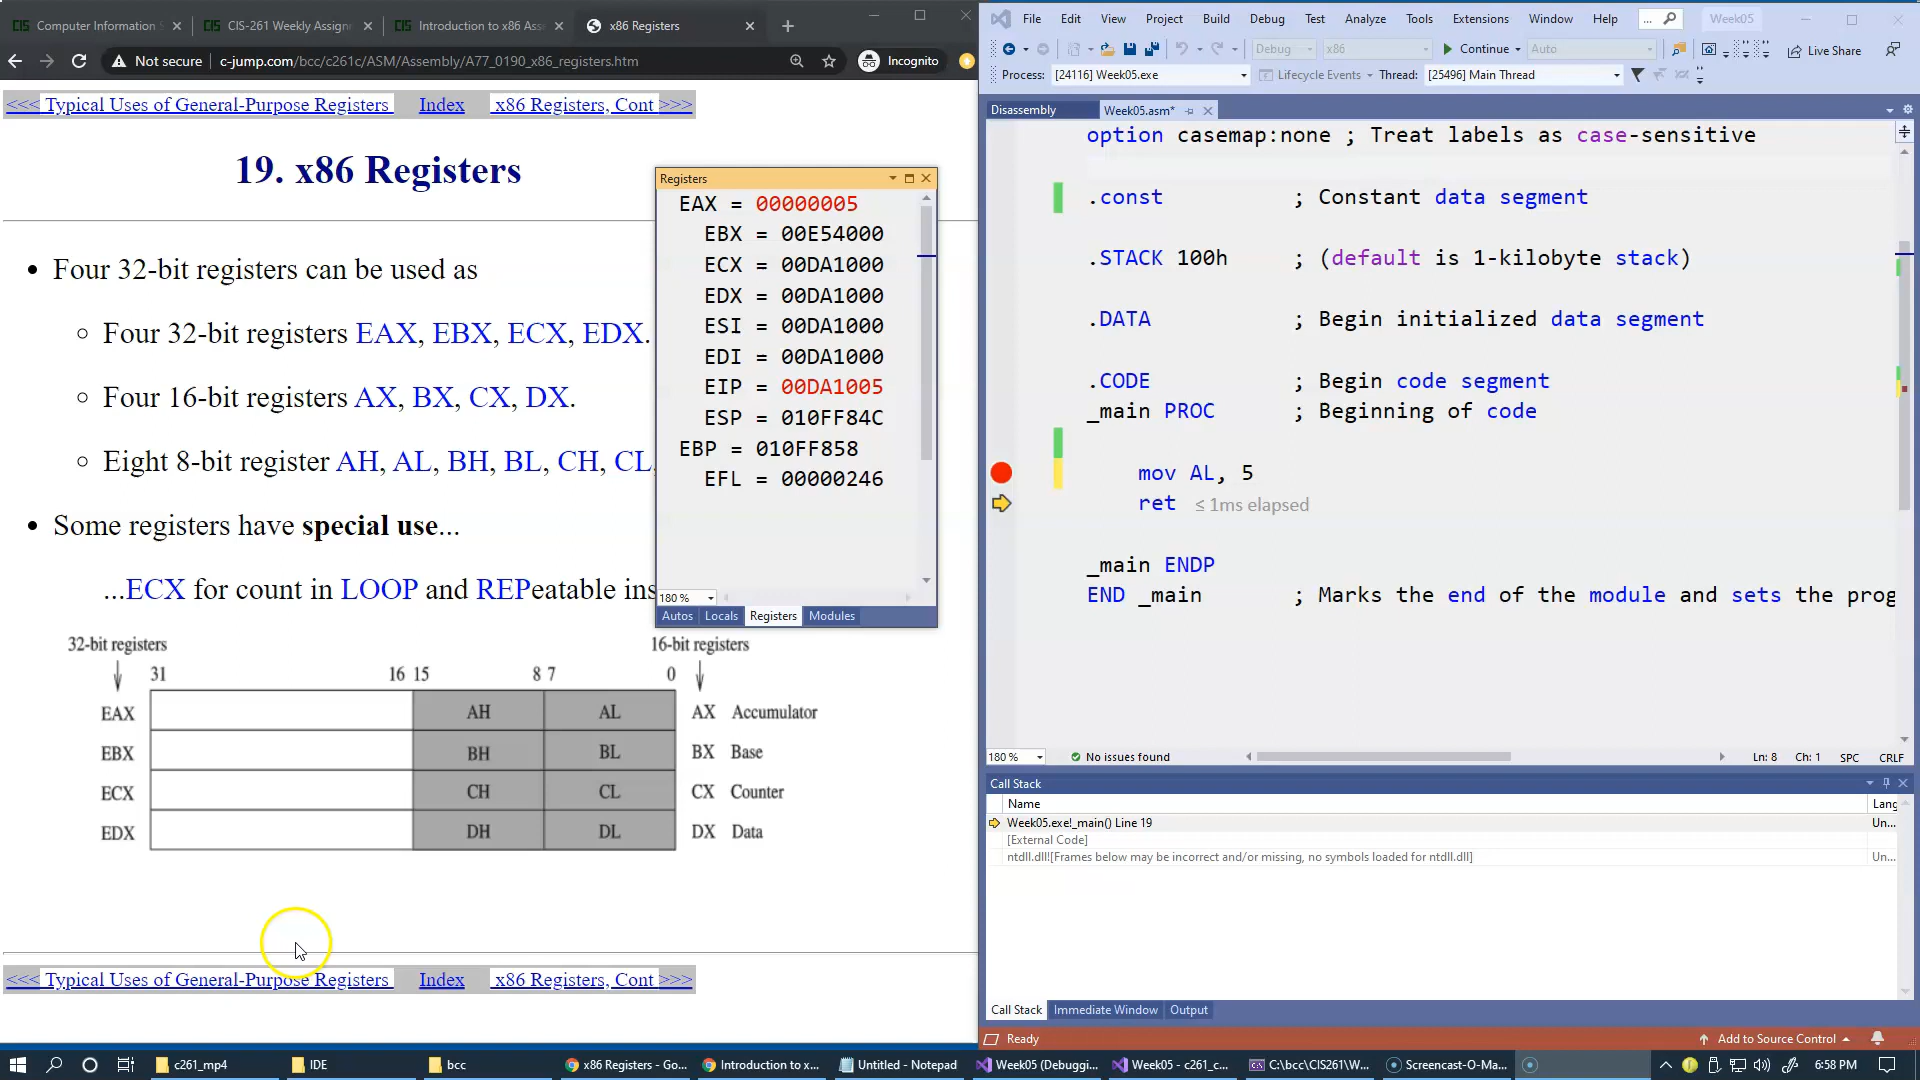 Computer Information S
CIS-261 Weekly Assignm
Introduction to x86 Ass
x86 Registers
Not secure
c-jump.com/bcc/c261c/ASM/Assembly/A77_0190_x86_registers.htm
Incognito
<<< Typical Uses of General-Purpose Registers Index x86 Registers, Cont >>>
19. x86 Registers
Four 32-bit registers can be used as
Four 32-bit registers EAX, EBX, ECX, EDX.
Four 16-bit registers AX, BX, CX, DX.
Eight 8-bit register AH, AL, BH, BL, CH, CL,
Some registers have special use...
...ECX for count in LOOP and REPeatable ins
32-bit registers
16-bit registers
31 16 15 8 7 0
EAX AH AL AX Accumulator
EBX BH BL BX Base
ECX CH CL CX Counter
EDX DH DL DX Data
<<< Typical Uses of General-Purpose Registers Index x86 Registers, Cont >>>
Registers
EAX = 00000005
EBX = 00E54000
ECX = 00DA1000
EDX = 00DA1000
ESI = 00DA1000
EDI = 00DA1000
EIP = 00DA1005
ESP = 010FF84C
EBP = 010FF858
EFL = 00000246
180 %
Autos Locals Registers Modules
File Edit View Project Build Debug Test Analyze Tools Extensions Window Help ... Week05
Debug x86 Continue Auto Live Share
Process: [24116] Week05.exe Lifecycle Events Thread: [25496] Main Thread
Disassembly Week05.asm*
option casemap:none ; Treat labels as case-sensitive
.const ; Constant data segment
.STACK 100h ; (default is 1-kilobyte stack)
.DATA ; Begin initialized data segment
.CODE ; Begin code segment
_main PROC ; Beginning of code
mov AL, 5
ret ≤ 1ms elapsed
_main ENDP
END _main ; Marks the end of the module and sets the prog
180 % No issues found Ln: 8 Ch: 1 SPC CRLF
Call Stack
Name Lang
Week05.exe!_main() Line 19 Un...
[External Code]
ntdll.dll![Frames below may be incorrect and/or missing, no symbols loaded for ntdll.dll] Un...
Call Stack Immediate Window Output
Ready Add to Source Control
c261_mp4 IDE bcc x86 Registers - Go... Introduction to x... Untitled - Notepad Week05 (Debuggi... Week05 - c261_c... C:\bcc\CIS261\W... Screencast-O-Ma... 6:58 PM